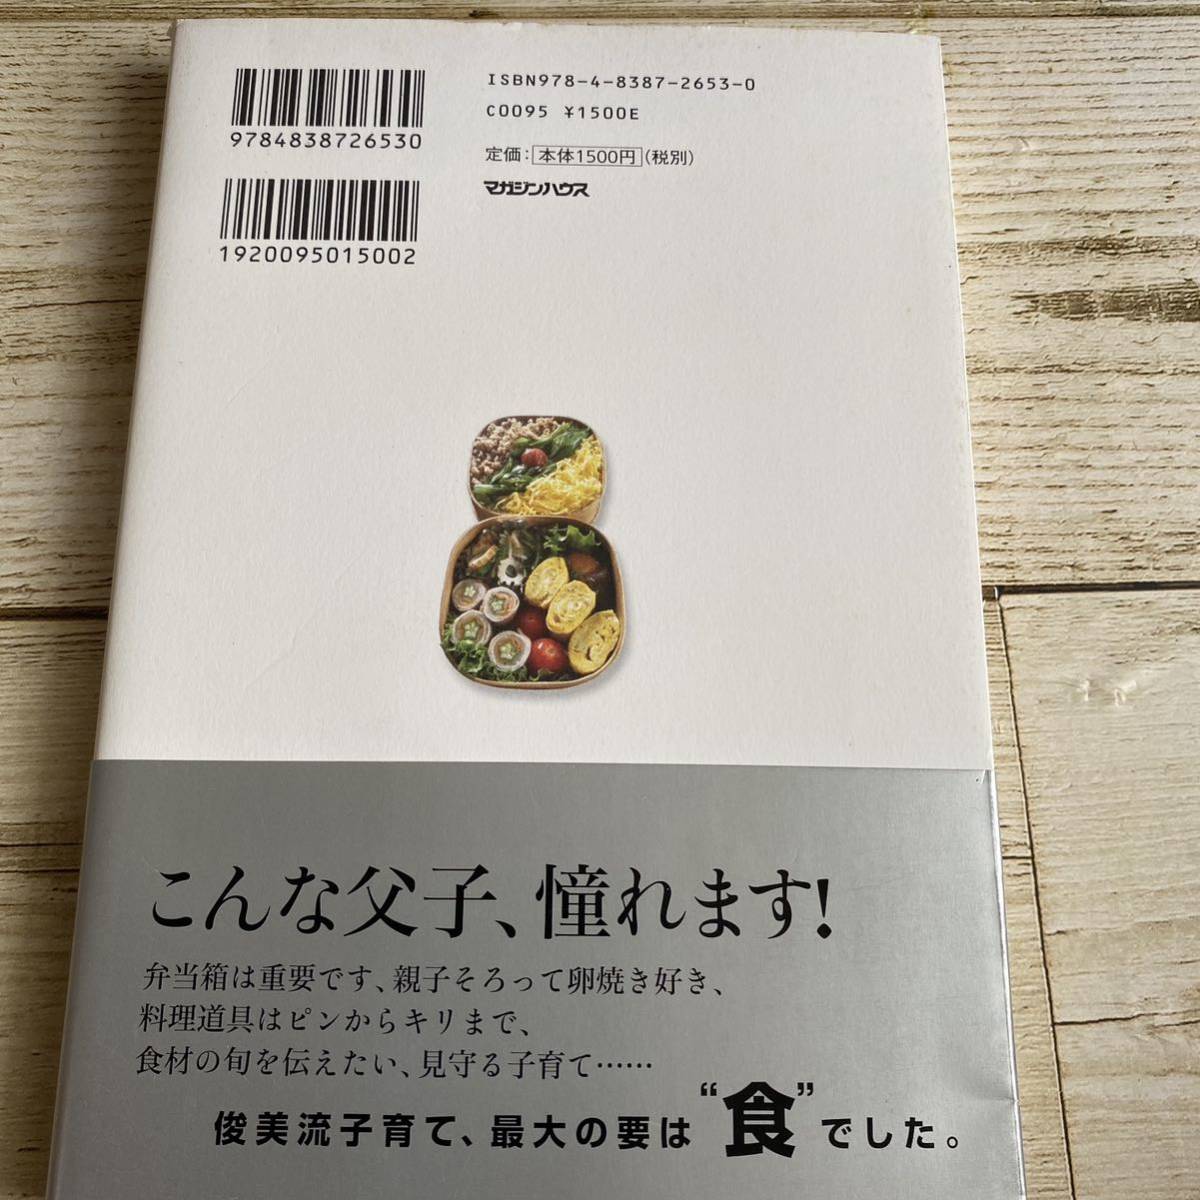 9784838726530
1920095015002
ISBN978-4-8387-2653-0
C0095 ¥1500E
定価：本体1500円（税別）
マガジンハウス
こんな父子、憧れます!
弁当箱は重要です、親子そろって卵焼き好き、
料理道具はピンからキリまで、
食材の旬を伝えたい、見守る子育て……
俊美流子育て、最大の要は“食”でした。